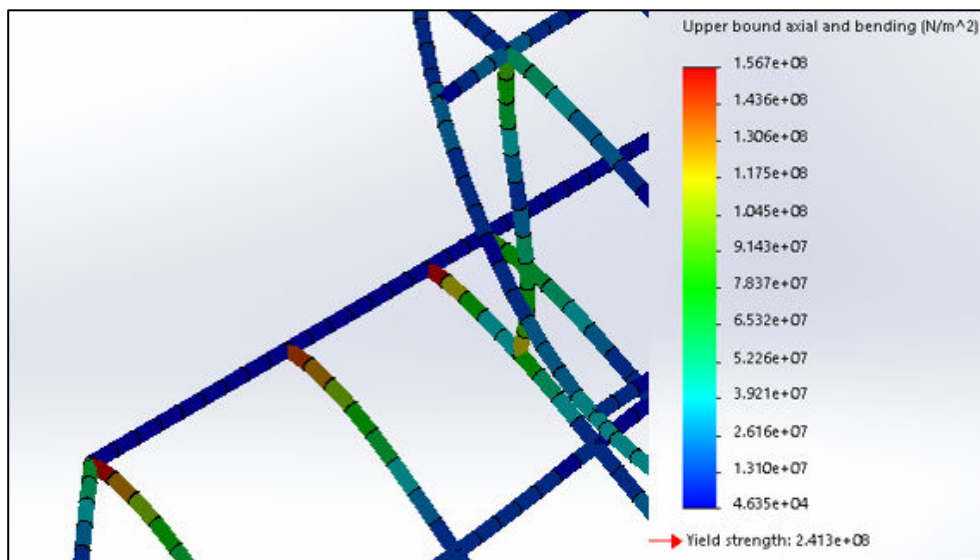 Upper bound axial and bending (N/m^2)
1.567e+08
1.436e+08
1.306e+08
1.175e+08
1.045e+08
9.143e+07
7.837e+07
6.532e+07
5.226e+07
3.921e+07
2.616e+07
1.310e+07
4.635e+04
Yield strength: 2.413e+08